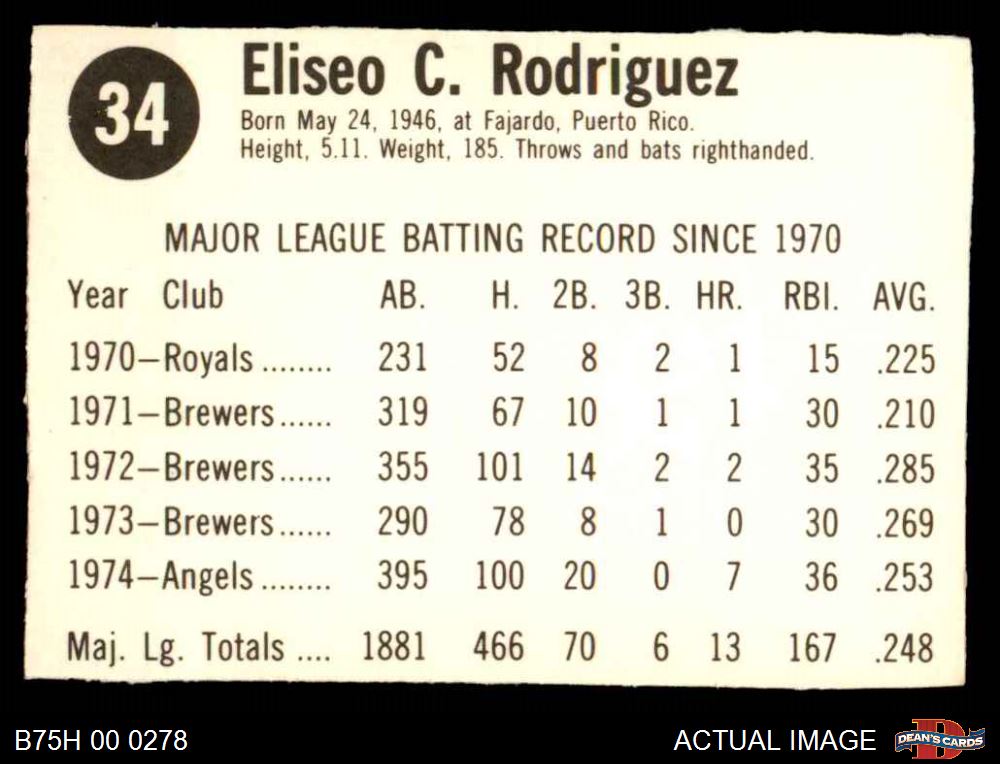 34
Eliseo C. Rodriguez
Born May 24, 1946, at Fajardo, Puerto Rico.
Height, 5.11. Weight, 185. Throws and bats righthanded.
MAJOR LEAGUE BATTING RECORD SINCE 1970
Year Club AB. H. 2B. 3B. HR. RBI. AVG.
1970–Royals ........ 231 52 8 2 1 15 .225
1971–Brewers...... 319 67 10 1 1 30 .210
1972–Brewers...... 355 101 14 2 2 35 .285
1973–Brewers...... 290 78 8 1 0 30 .269
1974–Angels ........ 395 100 20 0 7 36 .253
Maj. Lg. Totals .... 1881 466 70 6 13 167 .248
B75H 00 0278
ACTUAL IMAGE
D
DEAN'S CARDS